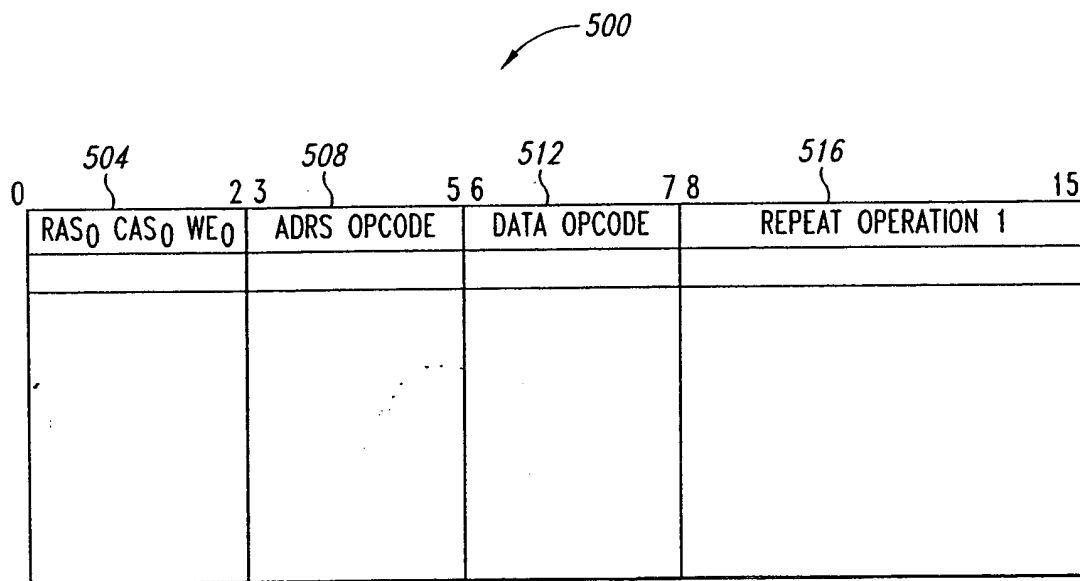 500
504 508 512 516
0 2 3 5 6 7 8 15
RAS0 CAS0 WE0 ADRS OPCODE DATA OPCODE REPEAT OPERATION 1